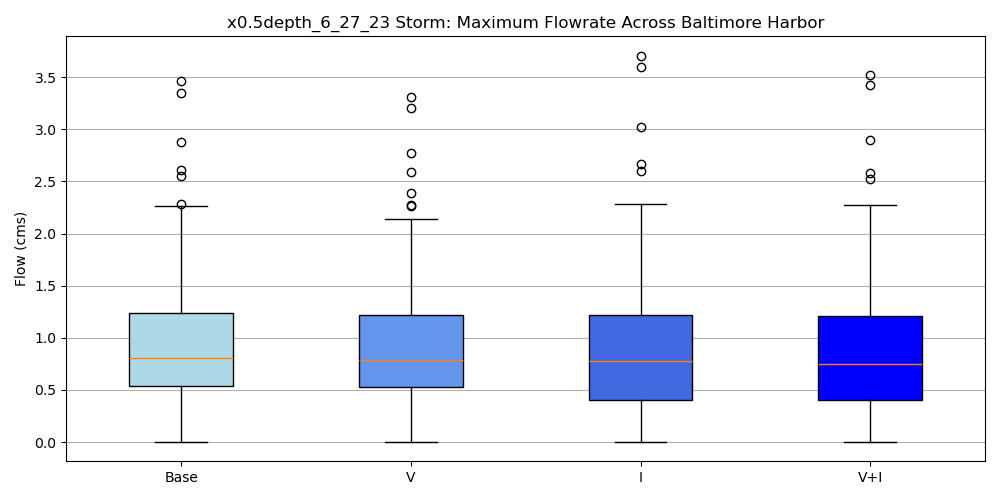 x0.5depth_6_27_23 Storm: Maximum Flowrate Across Baltimore Harbor
Flow (cms)
3.5
3.0
2.5
2.0
1.5
1.0
0.5
0.0
Base V I V+I